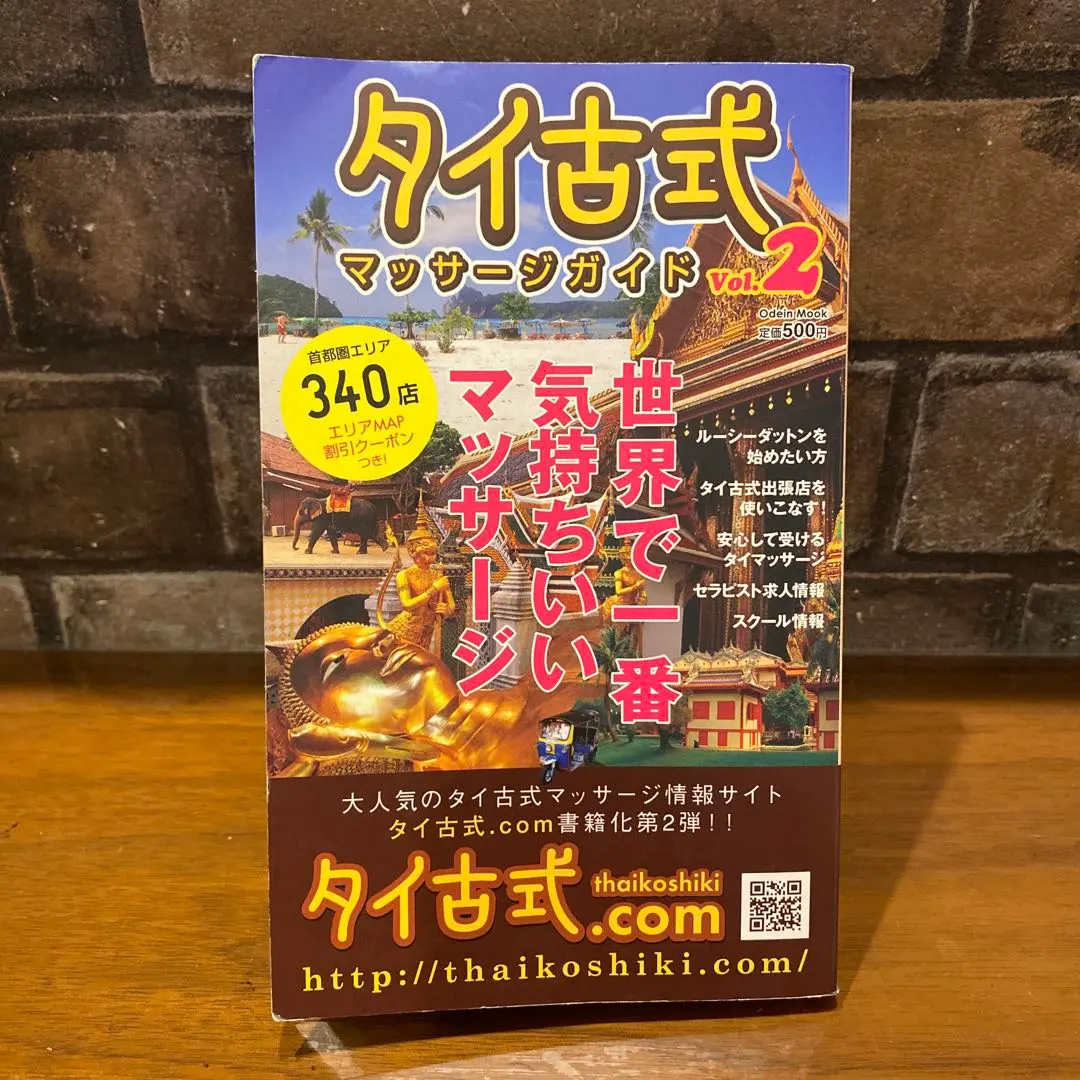 タイ古式
マッサージガイド Vol.2
Odein Mook
定価500円
首都圏エリア
340店
エリアMAP
割引クーポン
つき!
世界で一番
気持ちいい
マッサージ
ルーシーダットンを
始めたい方
タイ古式出張店を
使いこなす!
安心して受ける
タイマッサージ
セラピスト求人情報
スクール情報
大人気のタイ古式マッサージ情報サイト
タイ古式.com書籍化第2弾!!
タイ古式 thaikoshiki
.com
http://thaikoshiki.com/